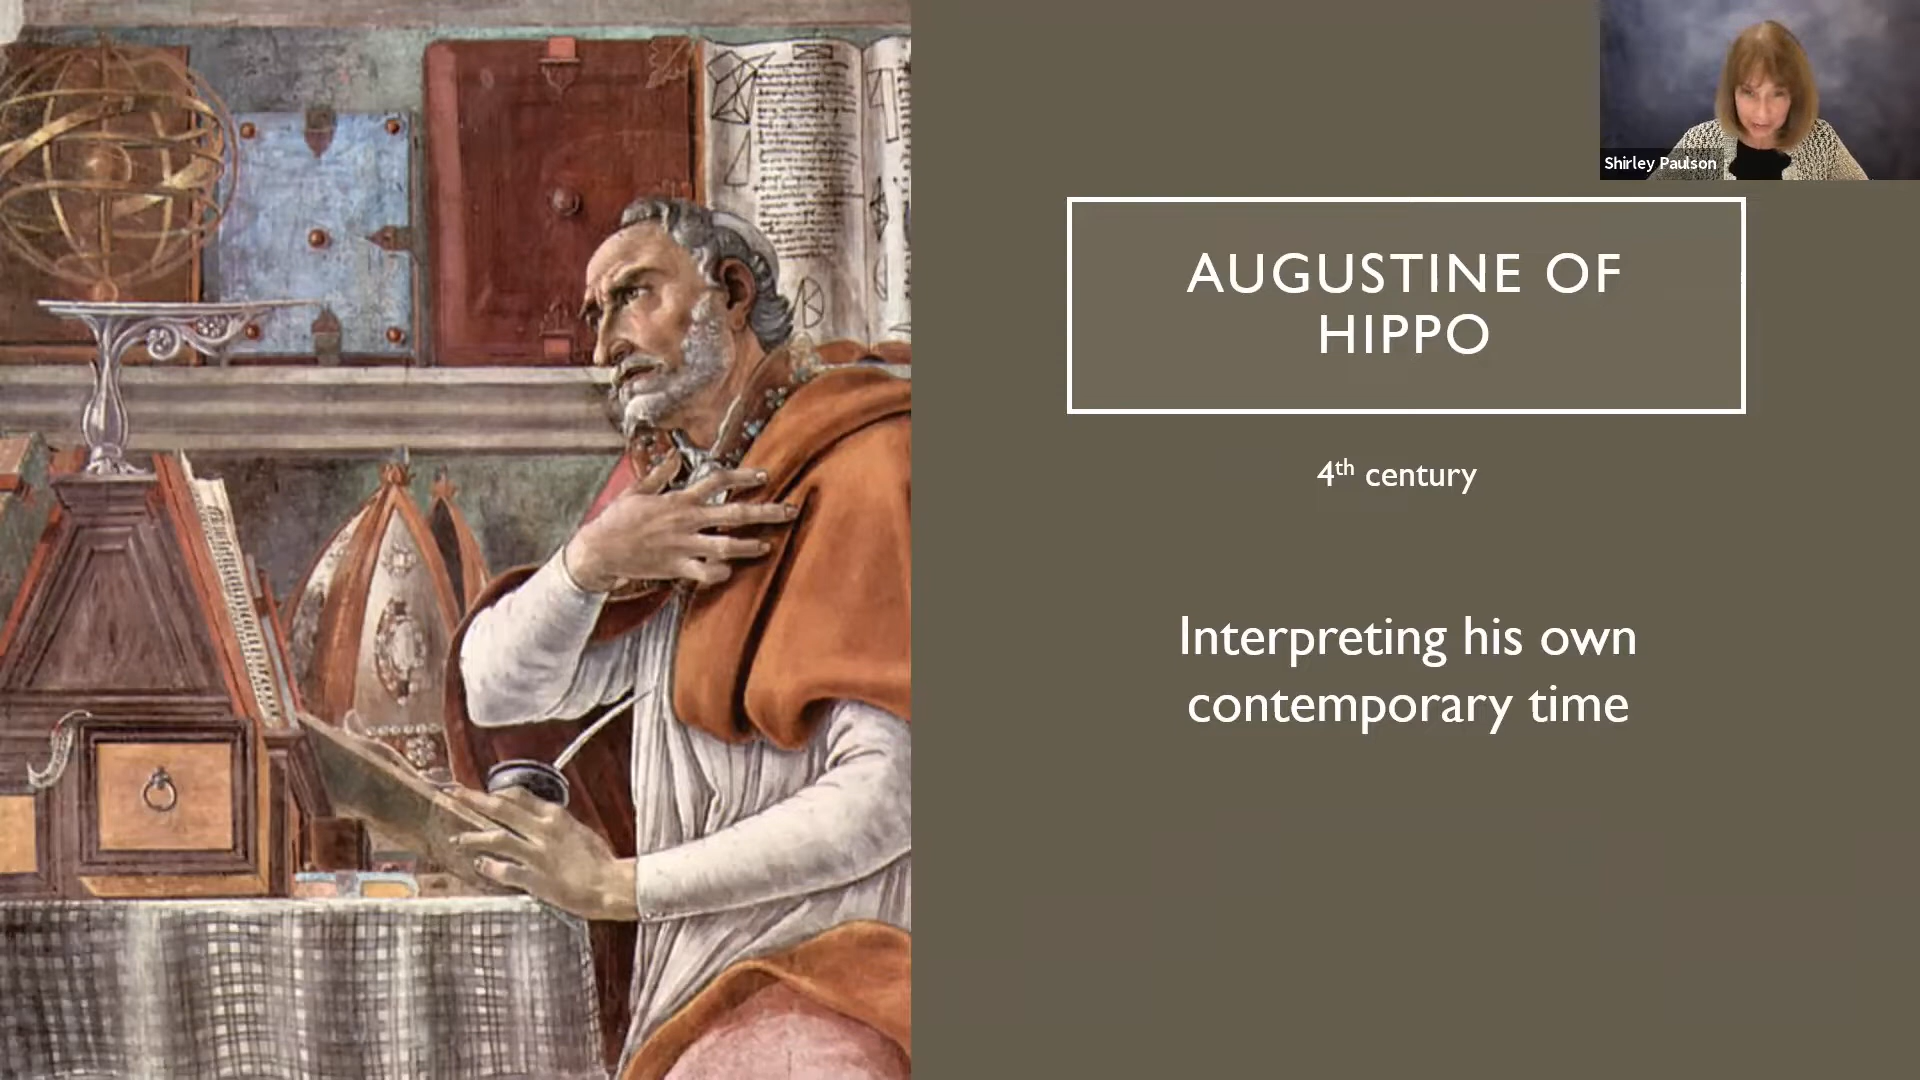 Shirley Paulson
AUGUSTINE OF
HIPPO
4th century
Interpreting his own
contemporary time